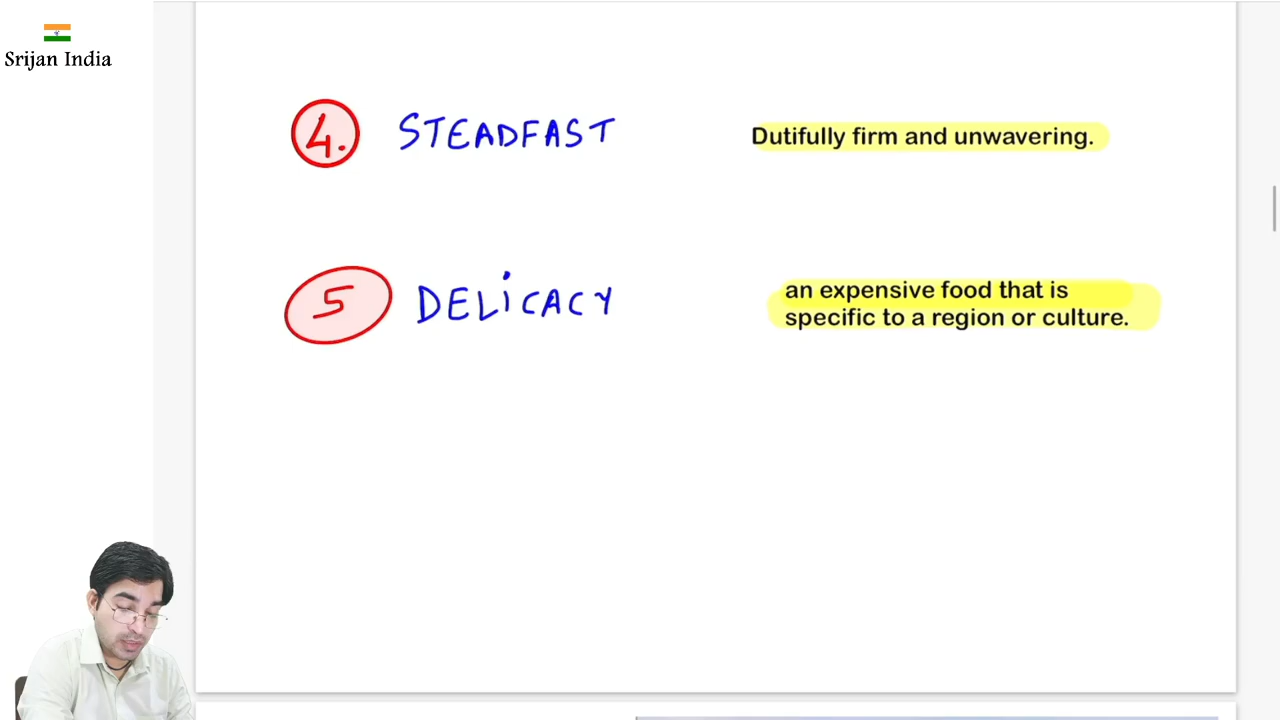 Srijan India
4. STEADFAST Dutifully firm and unwavering.
5 DELiCACY an expensive food that is
specific to a region or culture.